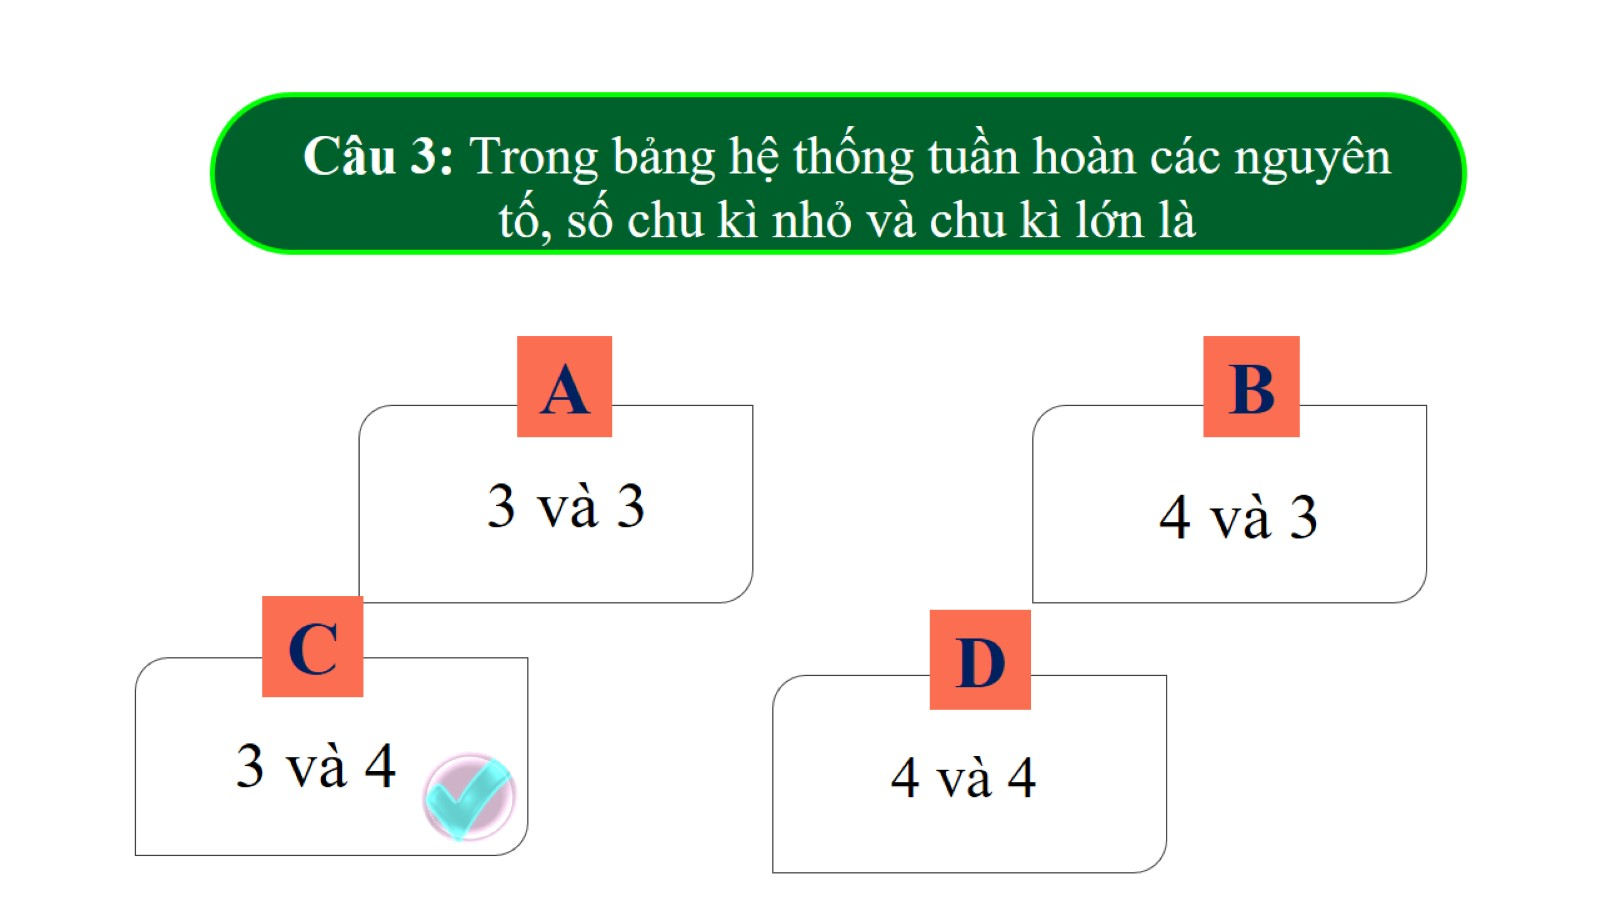 Câu 3: Trong bảng hệ thống tuần hoàn các nguyên
tố, số chu kì nhỏ và chu kì lớn là
A
3 và 3
B
4 và 3
C
3 và 4
D
4 và 4